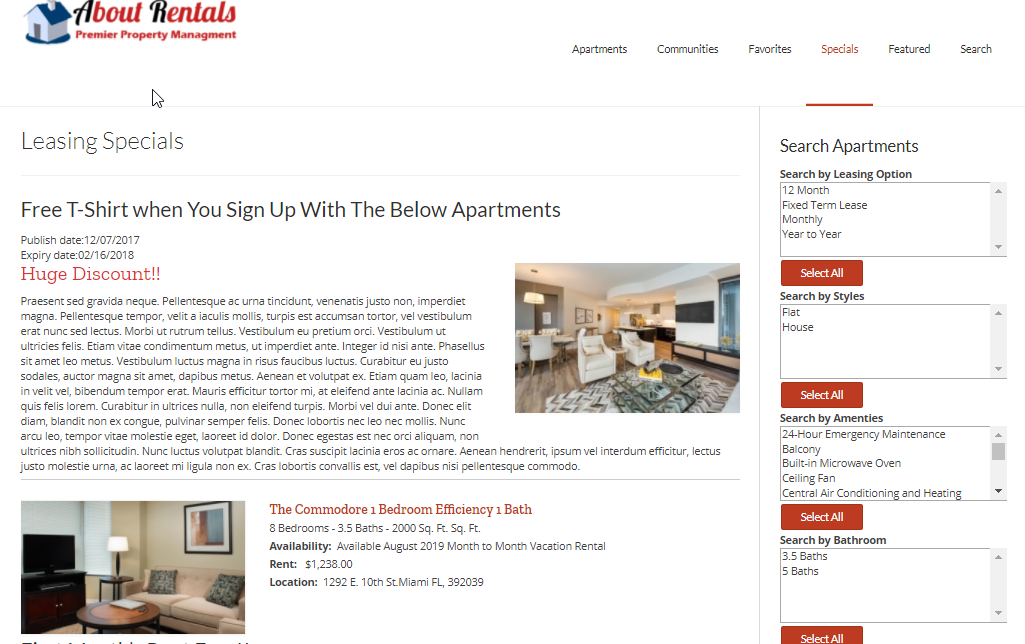 About Rentals
Premier Property Managment
Apartments
Communities
Favorites
Specials
Featured
Search
Leasing Specials
Free T-Shirt when You Sign Up With The Below Apartments
Publish date:12/07/2017
Expiry date:02/16/2018
Huge Discount!!
Praesent sed gravida neque. Pellentesque ac urna tincidunt, venenatis justo non, imperdiet
magna. Pellentesque tempor, velit a iaculis mollis, turpis est accumsan tortor, vel vestibulum
erat nunc sed lectus. Morbi ut rutrum tellus. Vestibulum eu pretium orci. Vestibulum ut
ultricies felis. Etiam vitae condimentum metus, ut imperdiet ante. Integer id nisi ante. Phasellus
sit amet leo metus. Vestibulum luctus magna in risus faucibus luctus. Curabitur eu justo
sodales, auctor magna sit amet, dapibus metus. Aenean et volutpat ex. Etiam quam leo, lacinia
in velit vel, bibendum tempor erat. Mauris efficitur tortor mi, at eleifend ante lacinia ac. Nullam
quis felis lorem. Curabitur in ultrices nulla, non eleifend turpis. Morbi vel dui ante. Donec elit
diam, blandit non ex congue, pulvinar semper felis. Donec lobortis nec leo nec mollis. Nunc
arcu leo, tempor vitae molestie eget, laoreet id dolor. Donec egestas est nec orci aliquam, non
ultrices nibh sollicitudin. Nunc luctus volutpat blandit. Cras suscipit lacinia eros ac ornare. Aenean hendrerit, ipsum vel interdum efficitur, lectus
justo molestie urna, ac laoreet mi ligula non ex. Cras lobortis convallis est, vel dapibus nisi pellentesque commodo.
The Commodore 1 Bedroom Efficiency 1 Bath
8 Bedrooms - 3.5 Baths - 2000 Sq. Ft. Sq. Ft.
Availability: Available August 2019 Month to Month Vacation Rental
Rent: $1,238.00
Location: 1292 E. 10th St.Miami FL, 392039
Search Apartments
Search by Leasing Option
12 Month
Fixed Term Lease
Monthly
Year to Year
Select All
Search by Styles
Flat
House
Select All
Search by Amenties
24-Hour Emergency Maintenance
Balcony
Built-in Microwave Oven
Ceiling Fan
Central Air Conditioning and Heating
Select All
Search by Bathroom
3.5 Baths
5 Baths
Select All